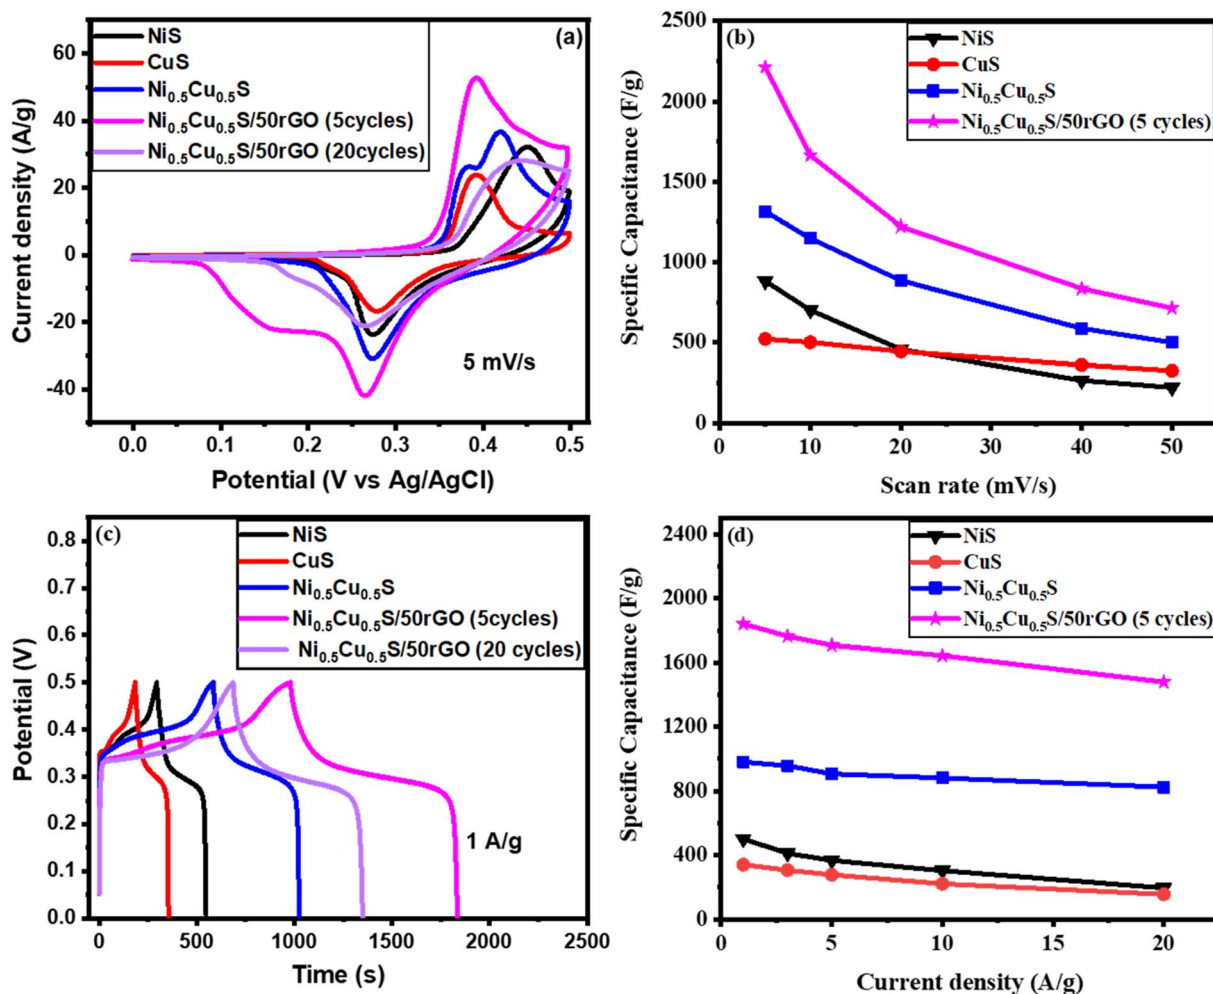 (a)
NiS
CuS
Ni0.5Cu0.5S
Ni0.5Cu0.5S/50rGO (5cycles)
Ni0.5Cu0.5S/50rGO (20cycles)
60
40
20
0
-20
-40
Current density (A/g)
5 mV/s
0.0 0.1 0.2 0.3 0.4 0.5
Potential (V vs Ag/AgCl)
(b)
NiS
CuS
Ni0.5Cu0.5S
Ni0.5Cu0.5S/50rGO (5 cycles)
2500
2000
1500
1000
500
0
Specific Capacitance (F/g)
0 10 20 30 40 50
Scan rate (mV/s)
(c)
NiS
CuS
Ni0.5Cu0.5S
Ni0.5Cu0.5S/50rGO (5cycles)
Ni0.5Cu0.5S/50rGO (20 cycles)
0.8
0.7
0.6
0.5
0.4
0.3
0.2
0.1
0.0
Potential (V)
1 A/g
0 500 1000 1500 2000 2500
Time (s)
(d)
NiS
CuS
Ni0.5Cu0.5S
Ni0.5Cu0.5S/50rGO (5 cycles)
2400
2000
1600
1200
800
400
0
Specific Capacitance (F/g)
0 5 10 15 20
Current density (A/g)